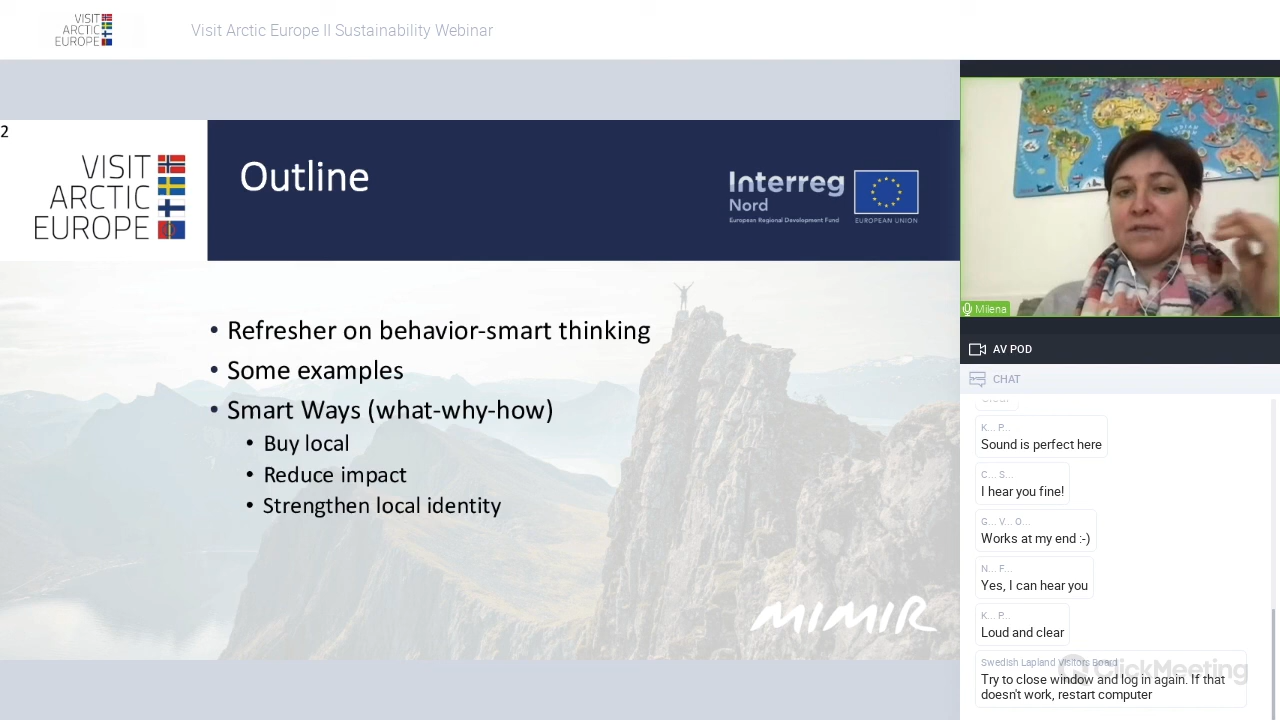 VISIT
ARCTIC
EUROPE
Visit Arctic Europe II Sustainability Webinar
2
VISIT
ARCTIC
EUROPE
Outline
Interreg
Nord
European Regional Development Fund
EUROPEAN UNION
• Refresher on behavior-smart thinking
• Some examples
• Smart Ways (what-why-how)
• Buy local
• Reduce impact
• Strengthen local identity
MIMIR
Milena
AV POD
CHAT
K... P...
Sound is perfect here
C... S...
I hear you fine!
G... V... O...
Works at my end :-)
N... F...
Yes, I can hear you
K... P...
Loud and clear
Swedish Lapland Visitors Board
Try to close window and log in again. If that
doesn't work, restart computer
ClickMeeting